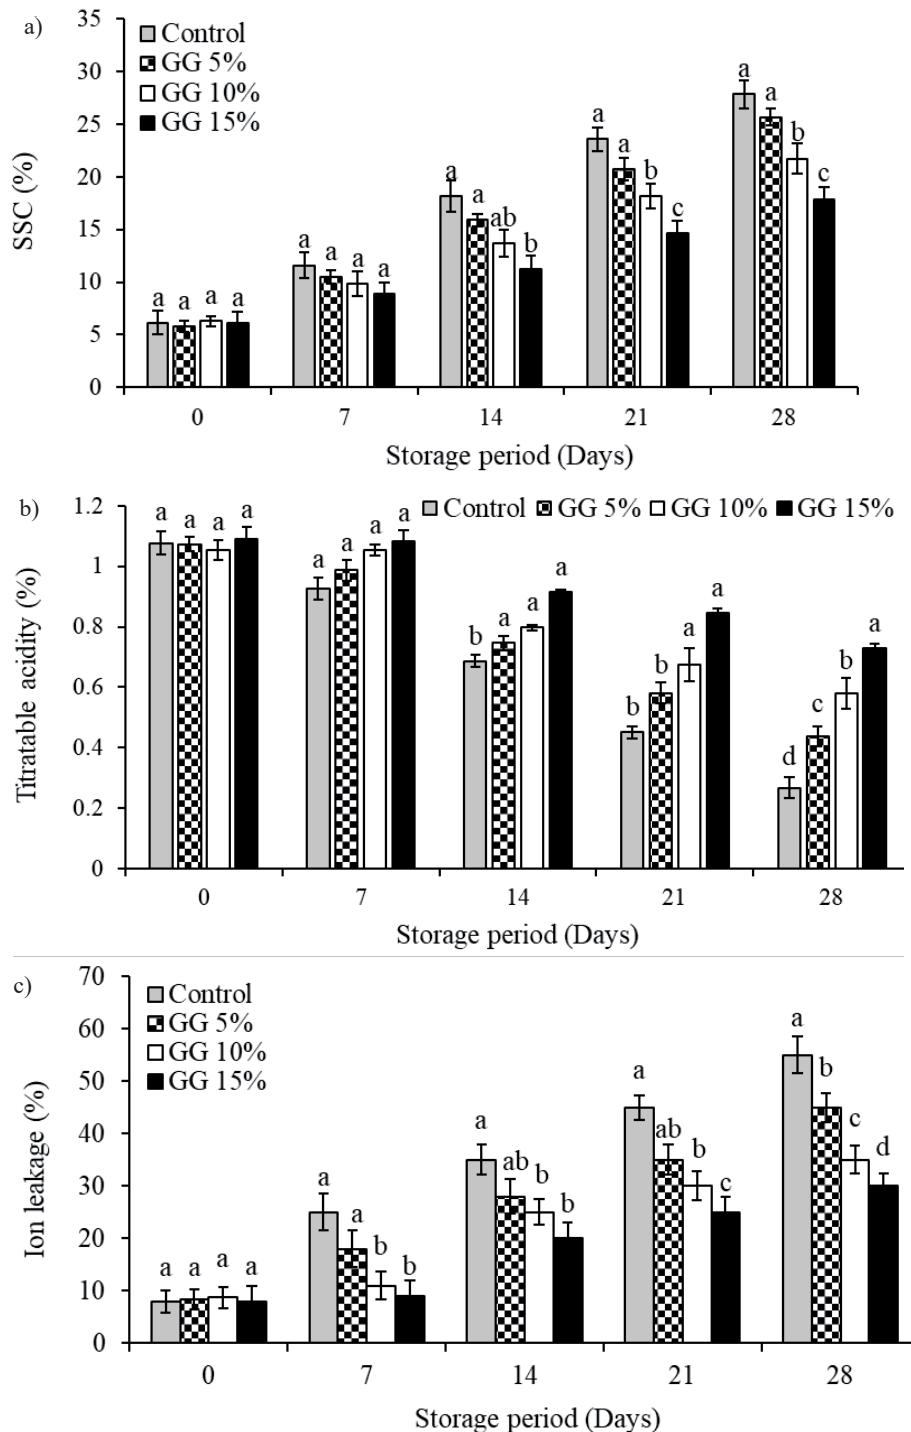 a)
35
30
25
20
15
10
5
0
SSC (%)
Control
GG 5%
GG 10%
GG 15%
a a a a
a a a a
a a ab b
a a b c
a a b c
0 7 14 21 28
Storage period (Days)
b)
1.2
1
0.8
0.6
0.4
0.2
0
Titratable acidity (%)
Control GG 5% GG 10% GG 15%
a a a a
a a a a
b a a a
b b a a
d c b a
0 7 14 21 28
Storage period (Days)
c)
70
60
50
40
30
20
10
0
Ion leakage (%)
Control
GG 5%
GG 10%
GG 15%
a a a a
a a b b
a ab b b
a ab b c
a b c d
0 7 14 21 28
Storage period (Days)